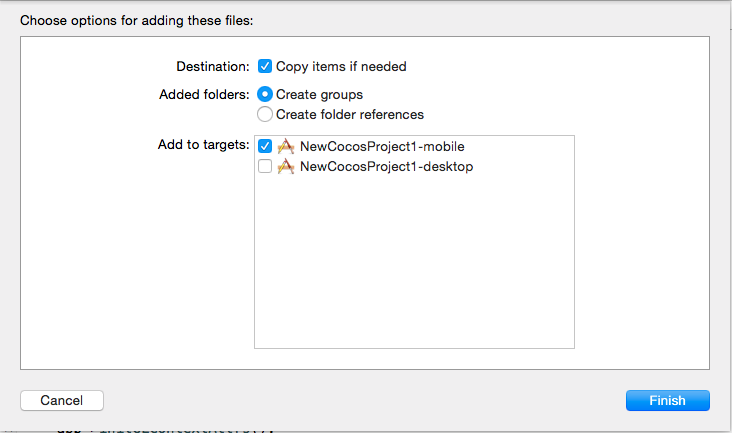 Choose options for adding these files:
Destination: Copy items if needed
Added folders: Create groups
Create folder references
Add to targets: NewCocosProject1-mobile
NewCocosProject1-desktop
Cancel Finish